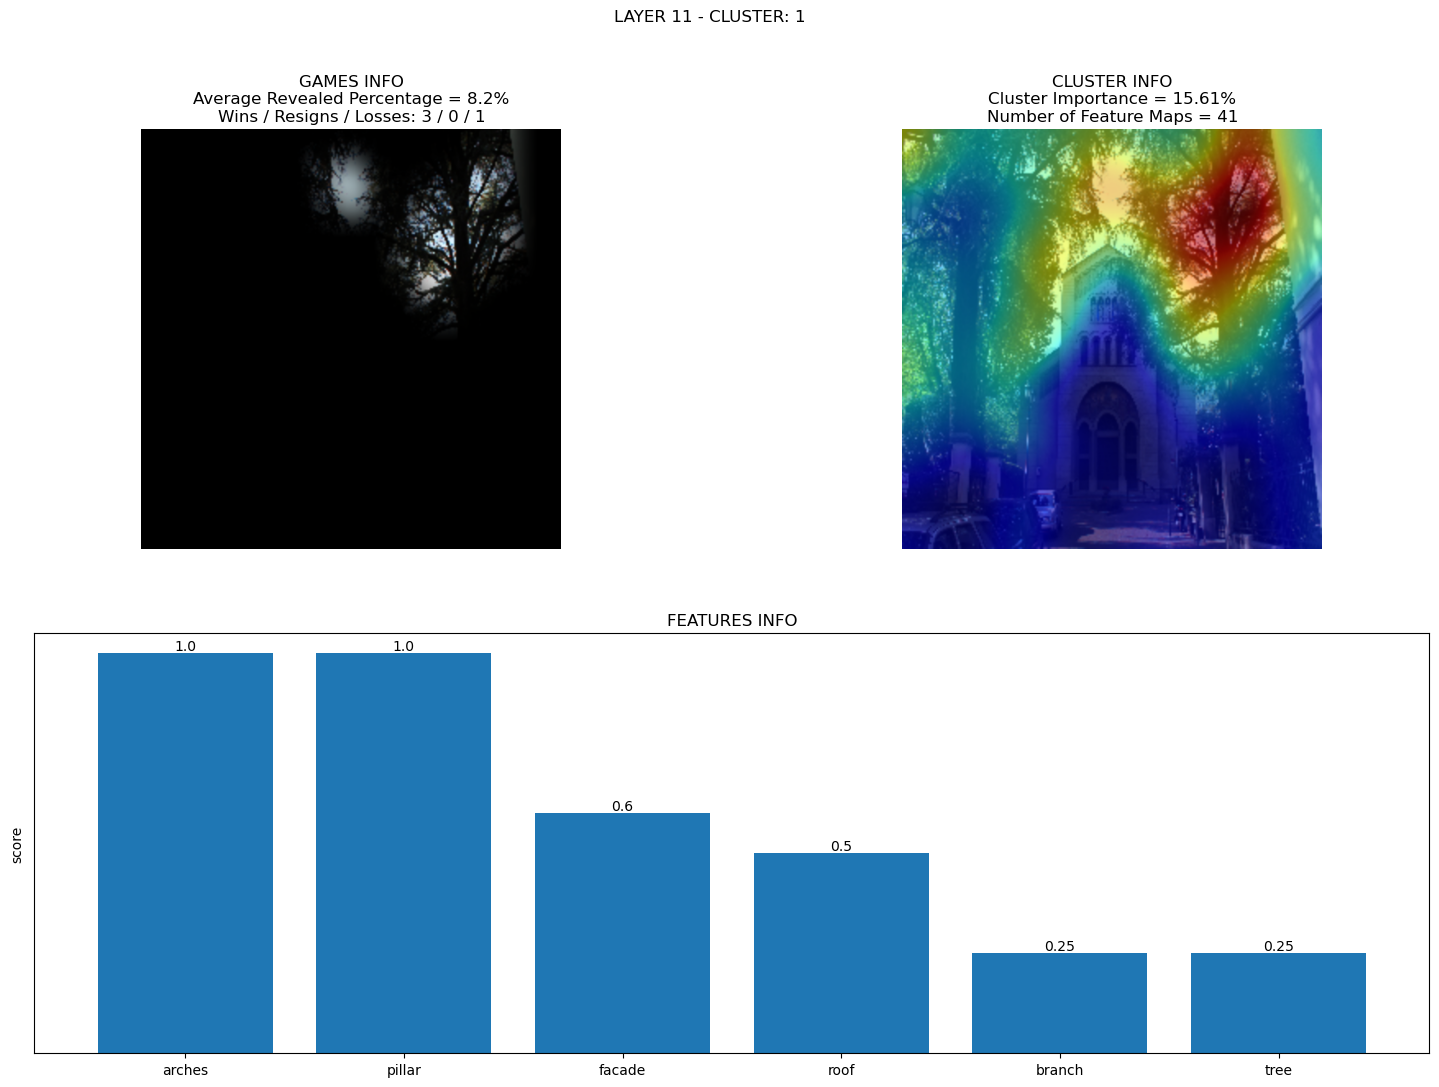 LAYER 11 - CLUSTER: 1
GAMES INFO
Average Revealed Percentage = 8.2%
Wins / Resigns / Losses: 3 / 0 / 1
CLUSTER INFO
Cluster Importance = 15.61%
Number of Feature Maps = 41
FEATURES INFO
score
1.0
1.0
0.6
0.5
0.25
0.25
arches
pillar
facade
roof
branch
tree